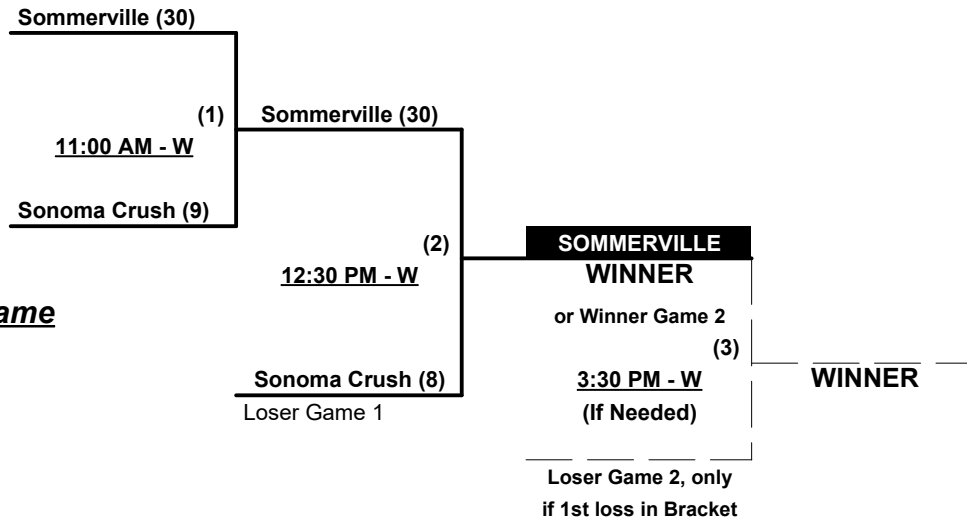 Sommerville (30)
(1)
Sommerville (30)
11:00 AM - W
Sonoma Crush (9)
(2)
SOMMERVILLE
12:30 PM - W
WINNER
ame
or Winner Game 2
(3)
Sonoma Crush (8)
3:30 PM - W
WINNER
Loser Game 1
(If Needed)
Loser Game 2, only
if 1st loss in Bracket